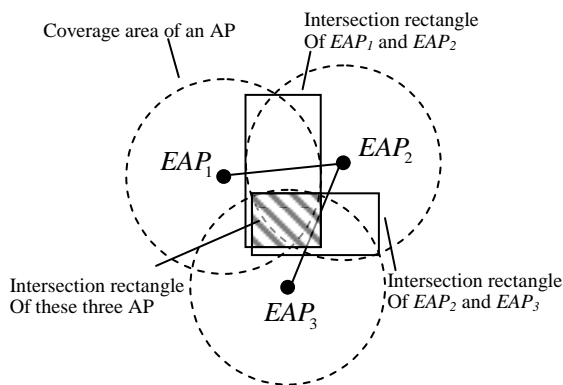 Coverage area of an AP
Intersection rectangle
Of EAP₁ and EAP₂
EAP₁
EAP₂
Intersection rectangle
Of these three AP
EAP₃
Intersection rectangle
Of EAP₂ and EAP₃